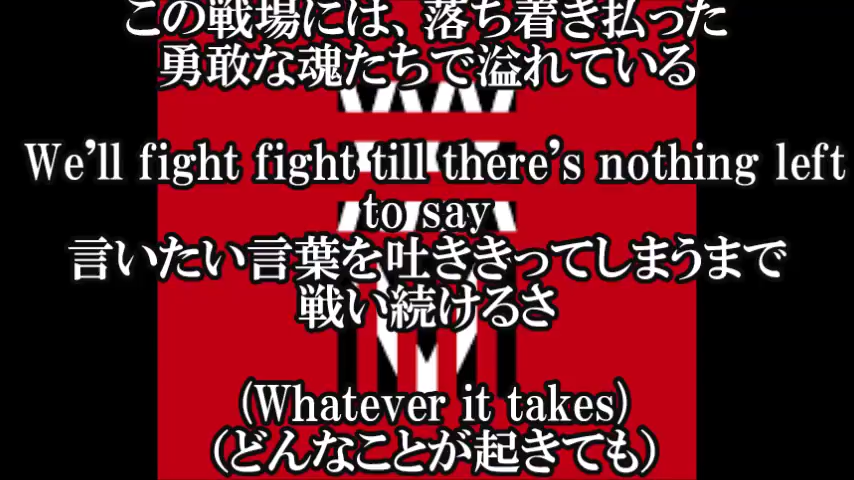 この戦場には、落ち着き払った
勇敢な魂たちで溢れている
We'll fight fight till there's nothing left
to say
言いたい言葉を吐ききってしまうまで
戦い続けるさ
(Whatever it takes)
(どんなことが起きても)